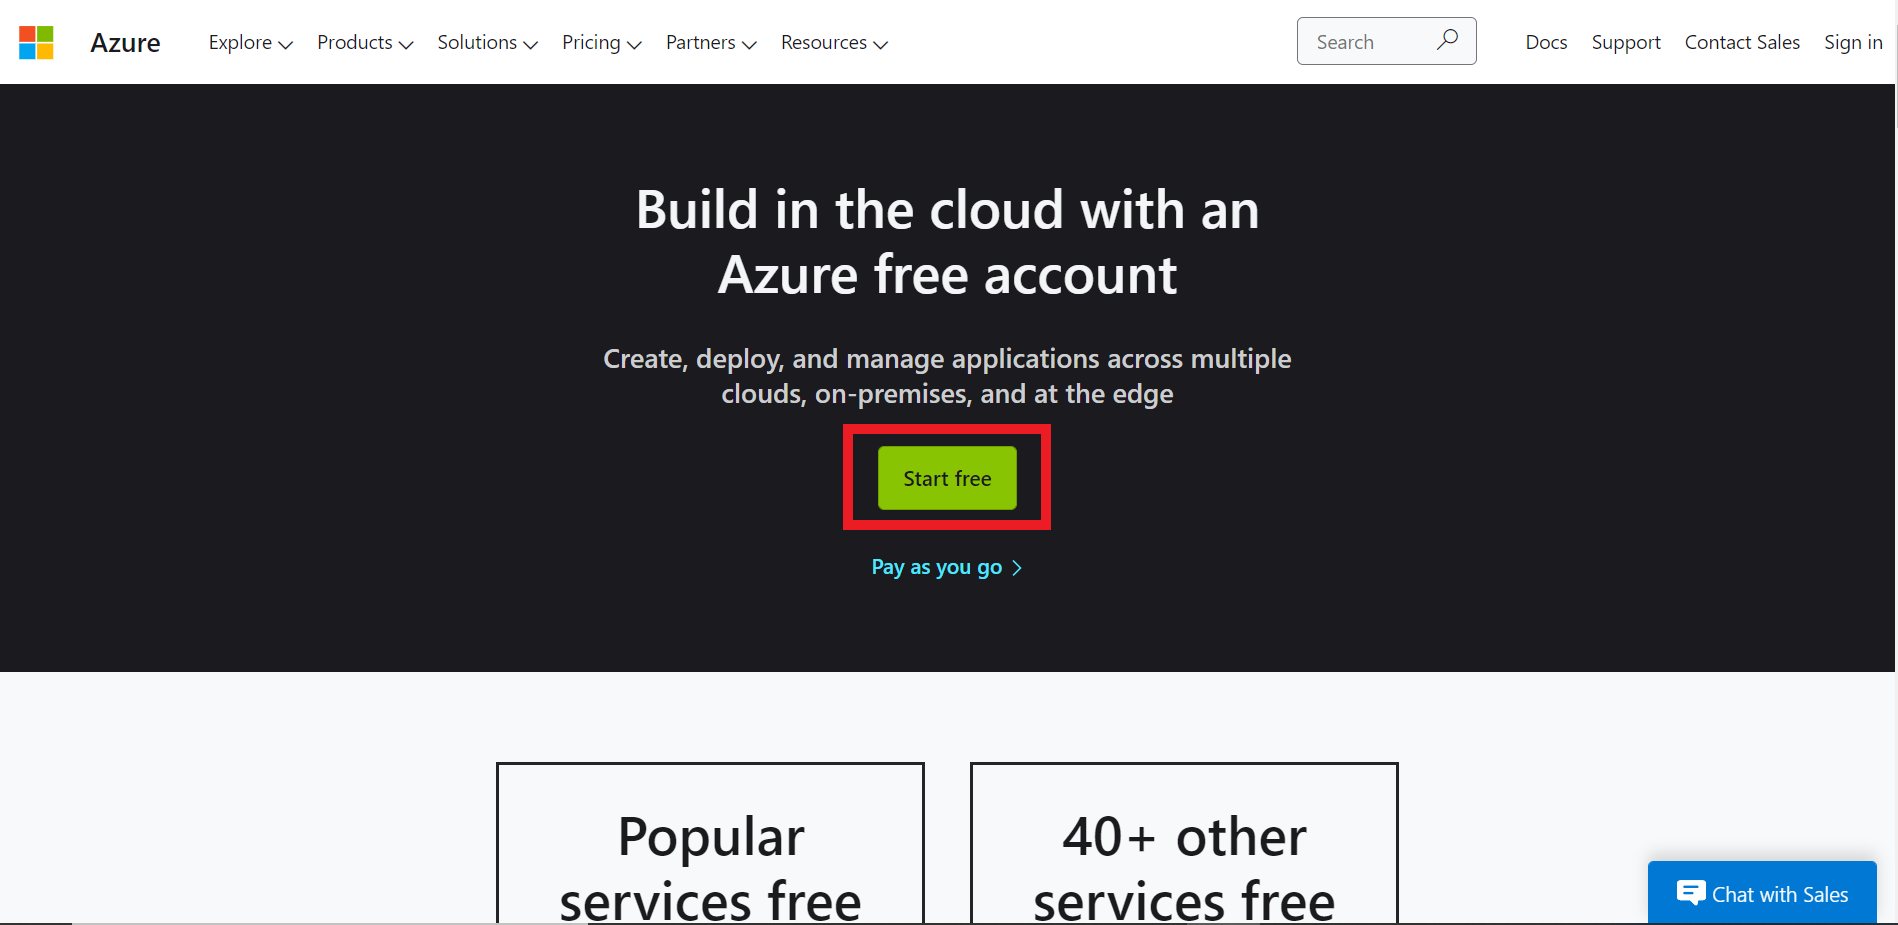 Azure
Explore
Products
Solutions
Pricing
Partners
Resources
Search
Docs
Support
Contact Sales
Sign in
Build in the cloud with an
Azure free account
Create, deploy, and manage applications across multiple
clouds, on-premises, and at the edge
Start free
Pay as you go
Popular
services free
40+ other
services free
Chat with Sales